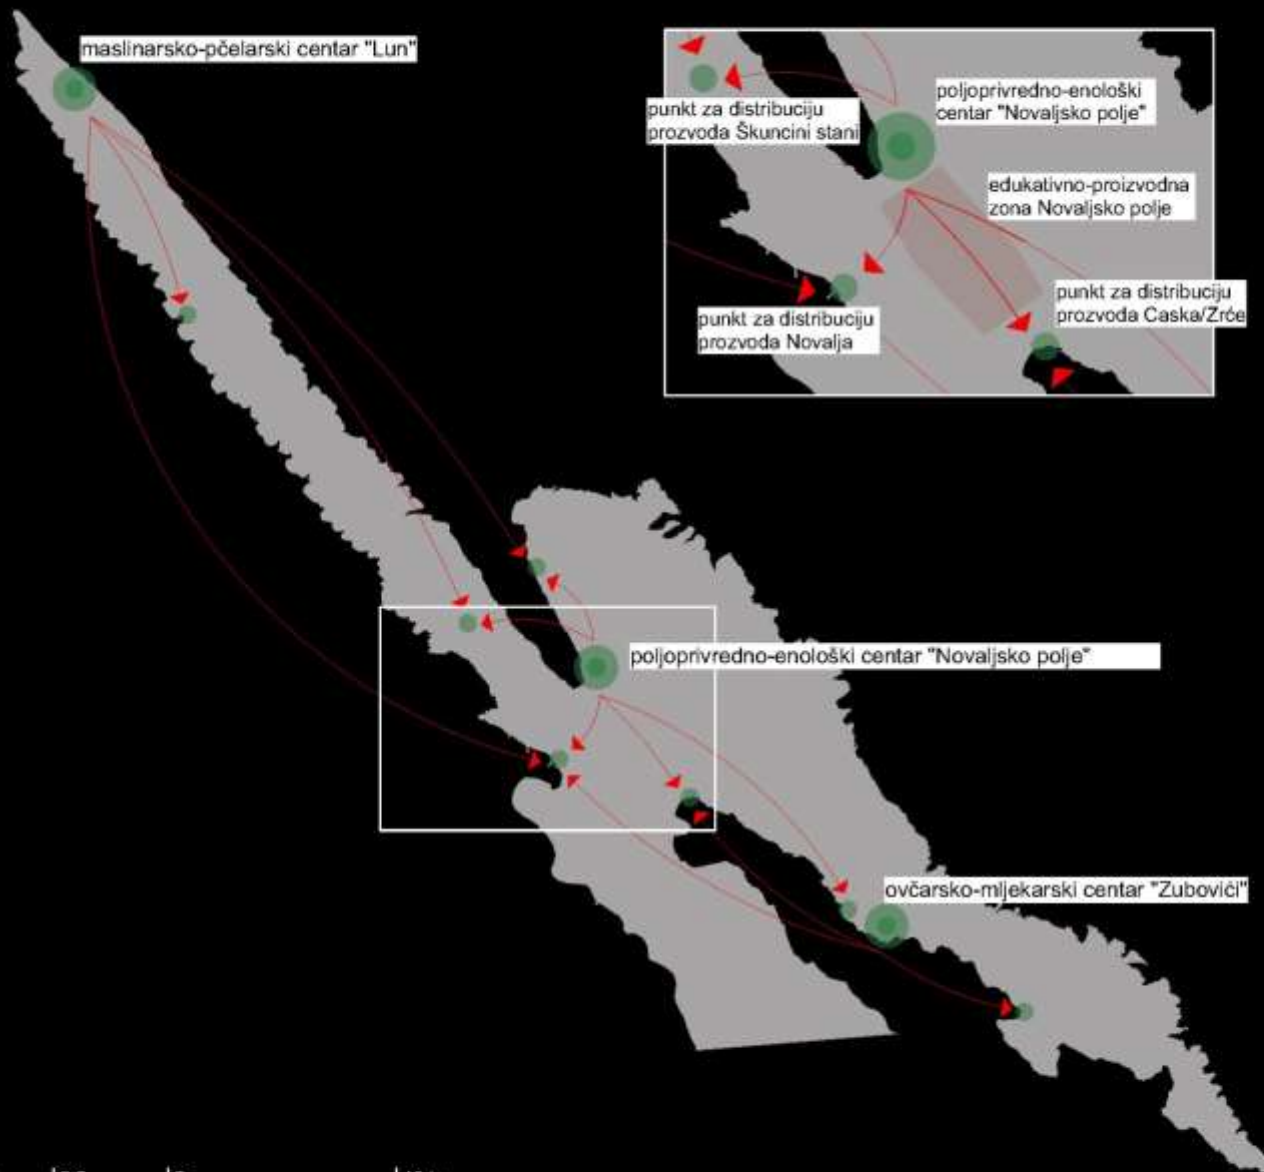 maslinarsko-pčelarski centar "Lun"
punkt za distribuciju
prozvoda Škuncini stani
poljoprivredno-enološki
centar "Novaljsko polje"
edukativno-proizvodna
zona Novaljsko polje
punkt za distribuciju
prozvoda Caska/Zrće
punkt za distribuciju
prozvoda Novalja
poljoprivredno-enološki centar "Novaljsko polje"
ovčarsko-mljekarski centar "Zubovići"